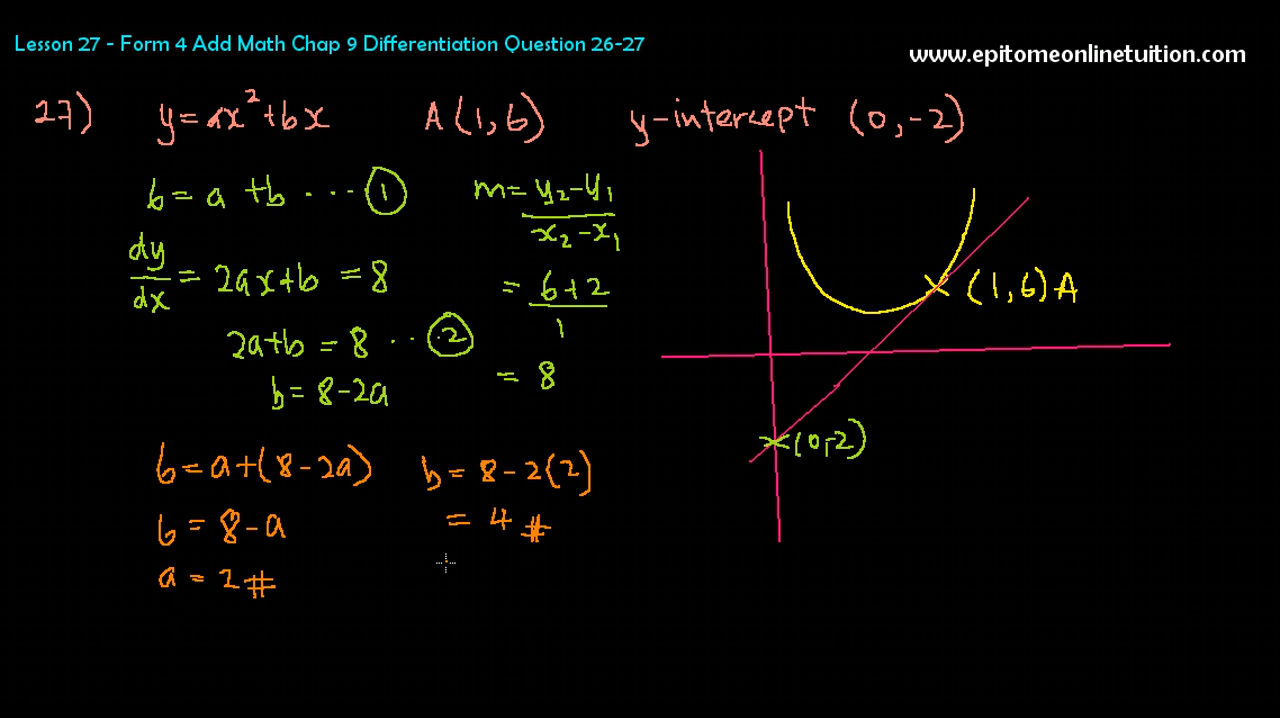 Lesson 27 - Form 4 Add Math Chap 9 Differentiation Question 26-27
www.epitomeonlinetuition.com
27) y = ax² + bx A(1,6) y-intercept (0,-2)
6 = a + b ... ①
m = y₂-y₁ / x₂-x₁
dy/dx = 2ax+b = 8
= 6+2 / 1
2a+b = 8 .. ②
= 8
b = 8-2a
(1,6) A
(0,-2)
6 = a+(8-2a)
6 = 8-a
a = 2 #
b = 8-2(2)
= 4 #